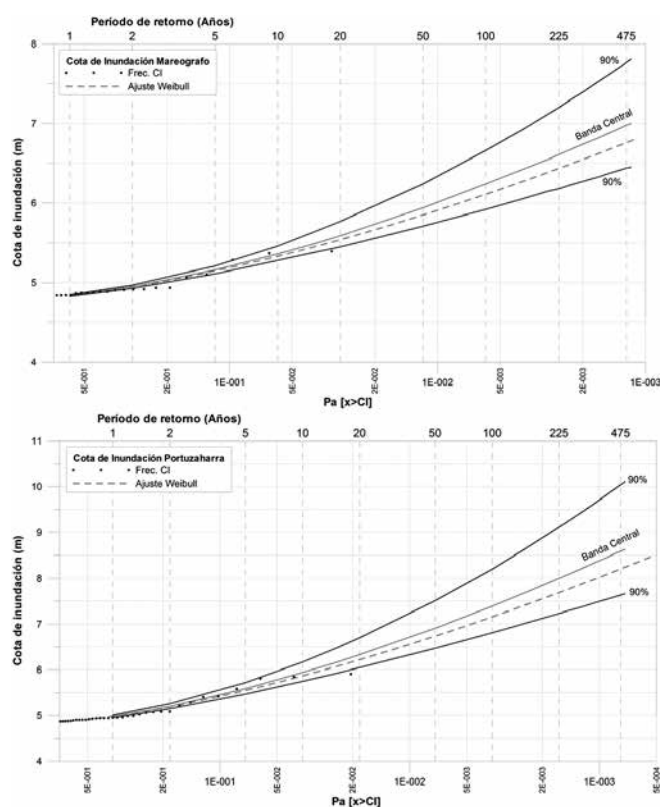 Período de retorno (Años)
1 2 5 10 20 50 100 225 475
8
7
6
5
4
Cota de inundación (m)
Cota de Inundación Mareografo
Frec. CI
Ajuste Weibull
90%
Banda Central
90%
5E-001 2E-001 1E-001 5E-002 2E-002 1E-002 5E-003 2E-003 1E-003
Pa [x>CI]
Período de retorno (Años)
1 2 5 10 20 50 100 225 475
11
10
9
8
7
6
5
4
Cota de inundación (m)
Cota de Inundación Portuzaharra
Frec. CI
Ajuste Weibull
90%
Banda Central
90%
5E-001 2E-001 1E-001 5E-002 2E-002 1E-002 5E-003 2E-003 1E-003 5E-004
Pa [x>CI]